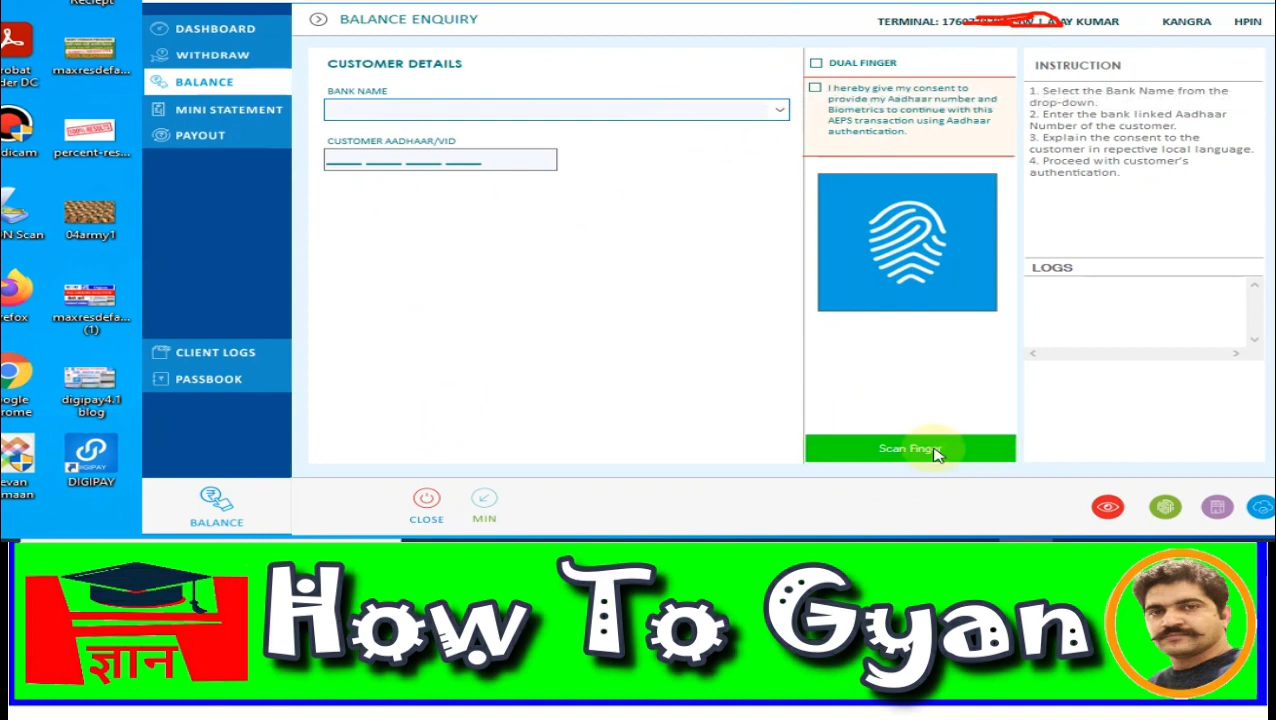 Reciept
robat
der DC
maxresdefa...
dicam
percent-res...
N Scan
04army1
refox
maxresdefa...
(1)
ogle
rome
digipay4.1
blog
evan
maan
DIGIPAY
DASHBOARD
WITHDRAW
BALANCE
MINI STATEMENT
PAYOUT
CLIENT LOGS
PASSBOOK
BALANCE
BALANCE ENQUIRY
TERMINAL: KUMAR
KANGRA
HPIN
CUSTOMER DETAILS
BANK NAME
CUSTOMER AADHAAR/VID
DUAL FINGER
I hereby give my consent to
provide my Aadhaar number and
Biometrics to continue with this
AEPS transaction using Aadhaar
authentication.
Scan Finger
INSTRUCTION
1. Select the Bank Name from the
drop-down.
2. Enter the bank linked Aadhaar
Number of the customer.
3. Explain the consent to the
customer in repective local language.
4. Proceed with customer's
authentication.
LOGS
CLOSE
MIN
ज्ञान
How To Gyan